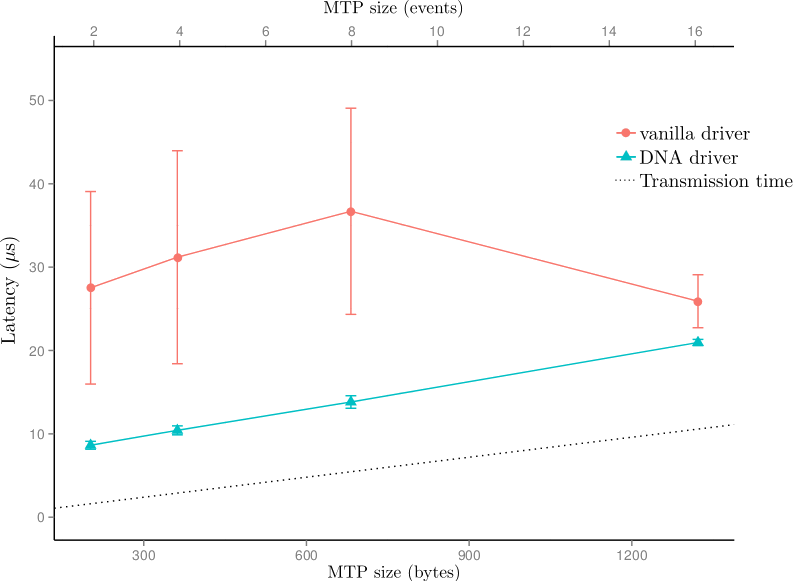 MTP size (events)
2 4 6 8 10 12 14 16
50
40
30
20
10
0
Latency (μs)
vanilla driver
DNA driver
Transmission time
300 600 900 1200
MTP size (bytes)